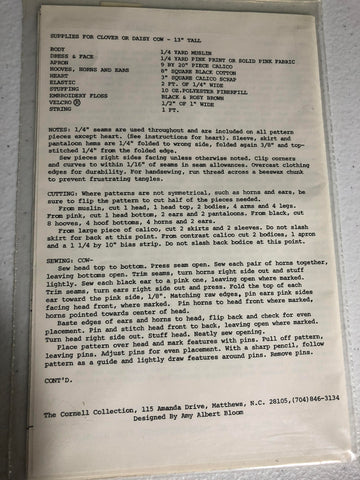 SUPPLIES FOR CLOVER OR DAISY COW - 13" TALL
BODY 1/4 YARD MUSLIN
DRESS & FACE 1/4 YARD PINK PRINT OR SOLID PINK FABRIC
APRON 9 BY 20" PIECE CALICO
HOOVES, HORNS AND EARS 8" SQUARE BLACK COTTON
HEART 3" SQUARE CALICO SCRAP
ELASTIC 2 FT. OF 1/4" WIDE
STUFFING 10 OZ. POLYESTER FIBERFILL
EMBROIDERY FLOSS BLACK & ROSY BROWN
VELCRO ® 1/2" OF 1" WIDE
STRING 1 FT.
NOTES: 1/4" seams are used throughout and are included on all pattern
pieces except heart. (See instructions for heart). Sleeve, skirt and
pantaloon hems are 1/4" folded to wrong side, folded again 3/8" and top-
stitched 1/4" from the folded edge.
Sew pieces right sides facing unless otherwise noted. Clip corners
and curves to within 1/16" of seams in seam allowances. Overcast clothing
edges for durability. For handsewing, run thread across a beeswax chunk
to prevent frustrating tangles.
CUTTING: Where patterns are not symmetrical, such as horns and ears, be
sure to flip the pattern to cut half of the pieces needed.
From muslin, cut 1 head, 1 head top, 2 bodies, 4 arms and 4 legs.
From pink, cut 1 head bottom, 2 ears and 2 pantaloons. From black, cut
8 hooves, 4 hoof bottoms, 4 horns and 2 ears.
From large piece of calico, cut 2 skirts and 2 sleeves. Do not slash
skirt for back at this point. From contrast calico cut 2 bodices, 1 apron
and a 1 1/4 by 10" bias strip. Do not slash back bodice at this point.
SEWING: COW-
Sew head top to bottom. Press seam open. Sew each pair of horns together,
leaving bottoms open. Trim seams, turn horns right side out and stuff
lightly. Sew each black ear to a pink one, leaving open where marked.
Trim seams, turn ears right side out and press. Fold the top of each
ear toward the pink side, 1/8". Matching raw edges, pin ears pink sides
facing head front, where marked. Pin horns to head front where marked,
horns pointed towards center of head.
Baste edges of ears and horns to head, flip back and check for even
placement. Pin and stitch head front to back, leaving open where marked.
Turn head right side out. Stuff head. Neatly sew opening.
Place pattern over head and mark features with pins. Pull off pattern,
leaving pins. Adjust pins for even placement. With a sharp pencil, follow
pattern as a guide and lightly draw features around pins. Remove pins.
CONT'D.
The Cornell Collection, 115 Amanda Drive, Matthews, N.C. 28105, (704) 846-3134
Designed By Amy Albert Bloom